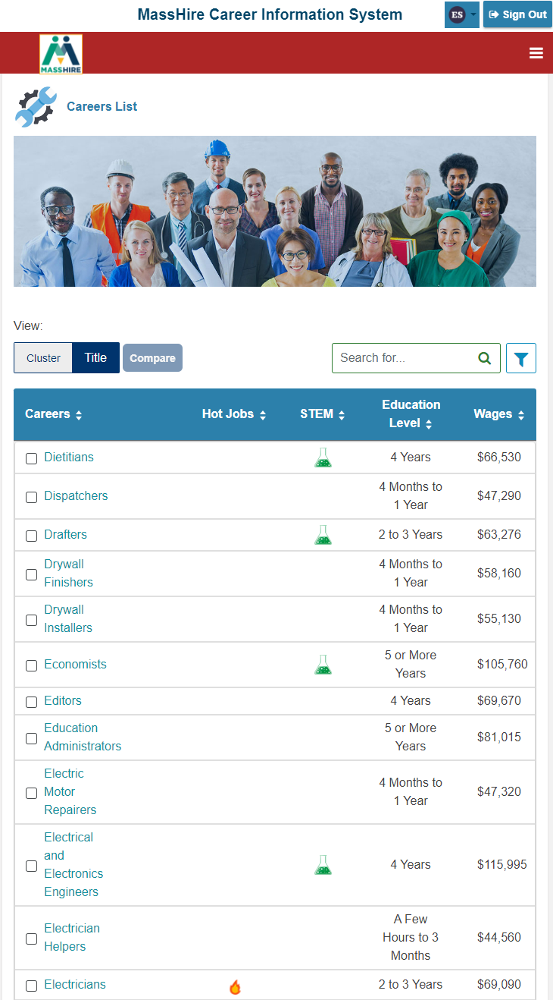 MassHire Career Information System
ES
Sign Out
MASSHIRE
Careers List
View:
Cluster
Title
Compare
Search for...
Careers
Hot Jobs
STEM
Education
Level
Wages
Dietitians
4 Years
$66,530
Dispatchers
4 Months to
1 Year
$47,290
Drafters
2 to 3 Years
$63,276
Drywall
Finishers
4 Months to
1 Year
$58,160
Drywall
Installers
4 Months to
1 Year
$55,130
Economists
5 or More
Years
$105,760
Editors
4 Years
$69,670
Education
Administrators
5 or More
Years
$81,015
Electric
Motor
Repairers
4 Months to
1 Year
$47,320
Electrical
and
Electronics
Engineers
4 Years
$115,995
Electrician
Helpers
A Few
Hours to 3
Months
$44,560
Electricians
2 to 3 Years
$69,090